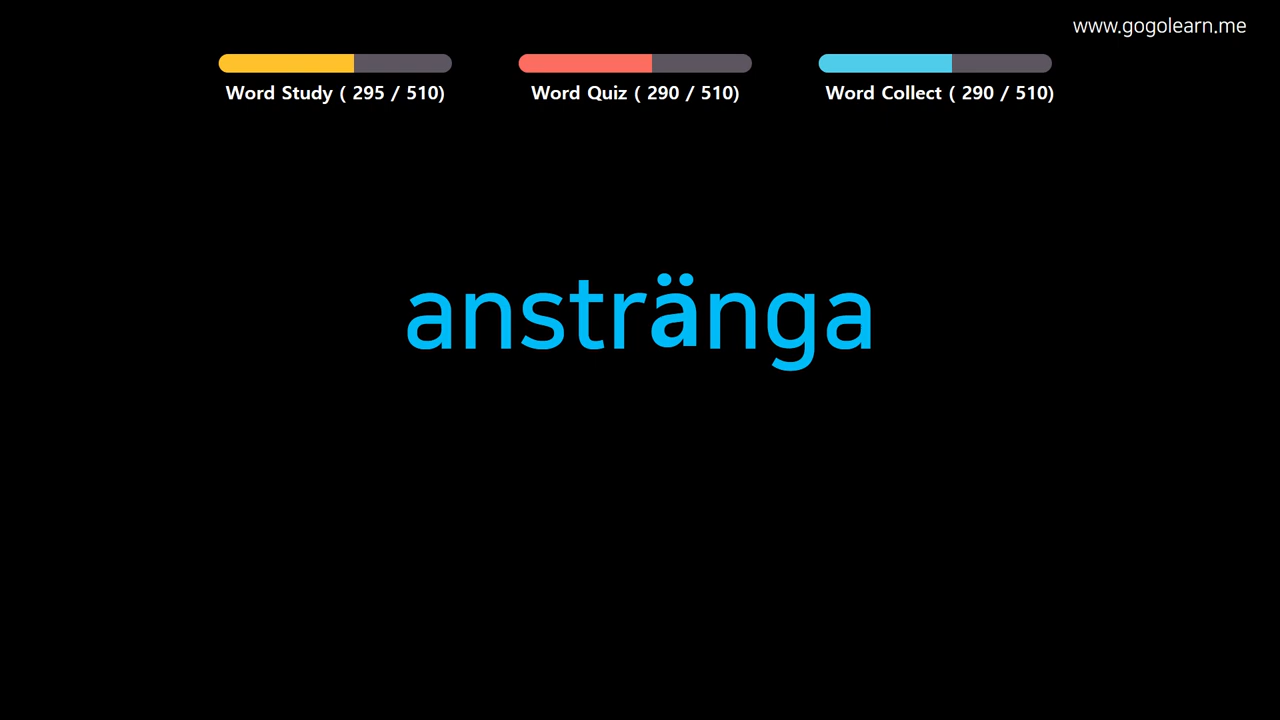 www.gogolearn.me
Word Study ( 295 / 510)
Word Quiz ( 290 / 510)
Word Collect ( 290 / 510)
anstränga